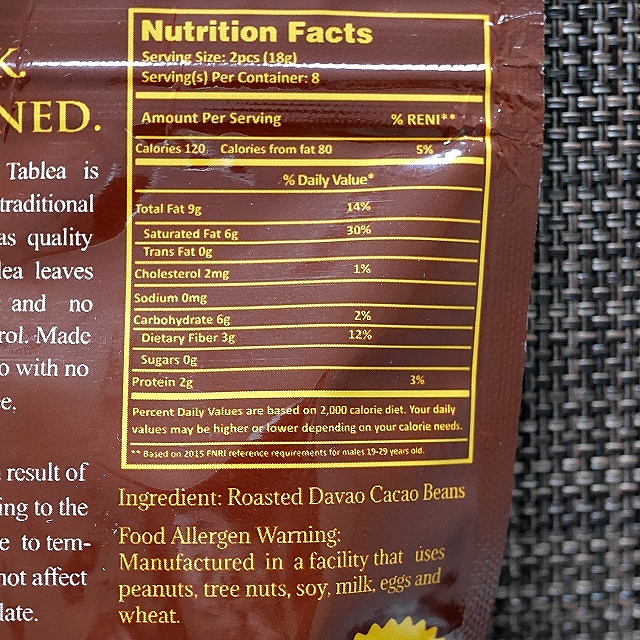 K.
NED.
Tablea is
traditional
as quality
lea leaves
and no
rol. Made
o with no
e.
result of
ing to the
e to tem-
not affect
late.
Nutrition Facts
Serving Size: 2pcs (18g)
Serving(s) Per Container: 8
Amount Per Serving % RENI**
Calories 120 Calories from fat 80 5%
% Daily Value*
Total Fat 9g 14%
Saturated Fat 6g 30%
Trans Fat 0g
Cholesterol 2mg 1%
Sodium 0mg
Carbohydrate 6g 2%
Dietary Fiber 3g 12%
Sugars 0g
Protein 2g 3%
Percent Daily Values are based on 2,000 calorie diet. Your daily
values may be higher or lower depending on your calorie needs.
** Based on 2015 FNRI reference requirements for males 19-29 years old.
Ingredient: Roasted Davao Cacao Beans
Food Allergen Warning:
Manufactured in a facility that uses
peanuts, tree nuts, soy, milk, eggs and
wheat.